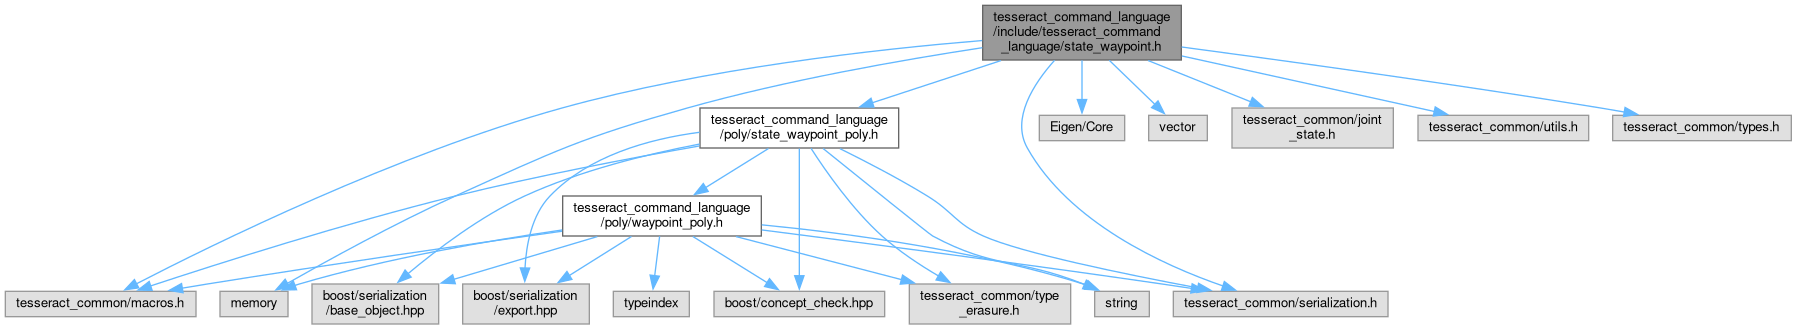 tesseract_command_language
/include/tesseract_command
_language/state_waypoint.h
tesseract_command_language
/poly/state_waypoint_poly.h
Eigen/Core
vector
tesseract_common/joint
_state.h
tesseract_common/utils.h
tesseract_common/types.h
tesseract_command_language
/poly/waypoint_poly.h
tesseract_common/macros.h
memory
boost/serialization
/base_object.hpp
boost/serialization
/export.hpp
typeindex
boost/concept_check.hpp
tesseract_common/type
_erasure.h
string
tesseract_common/serialization.h